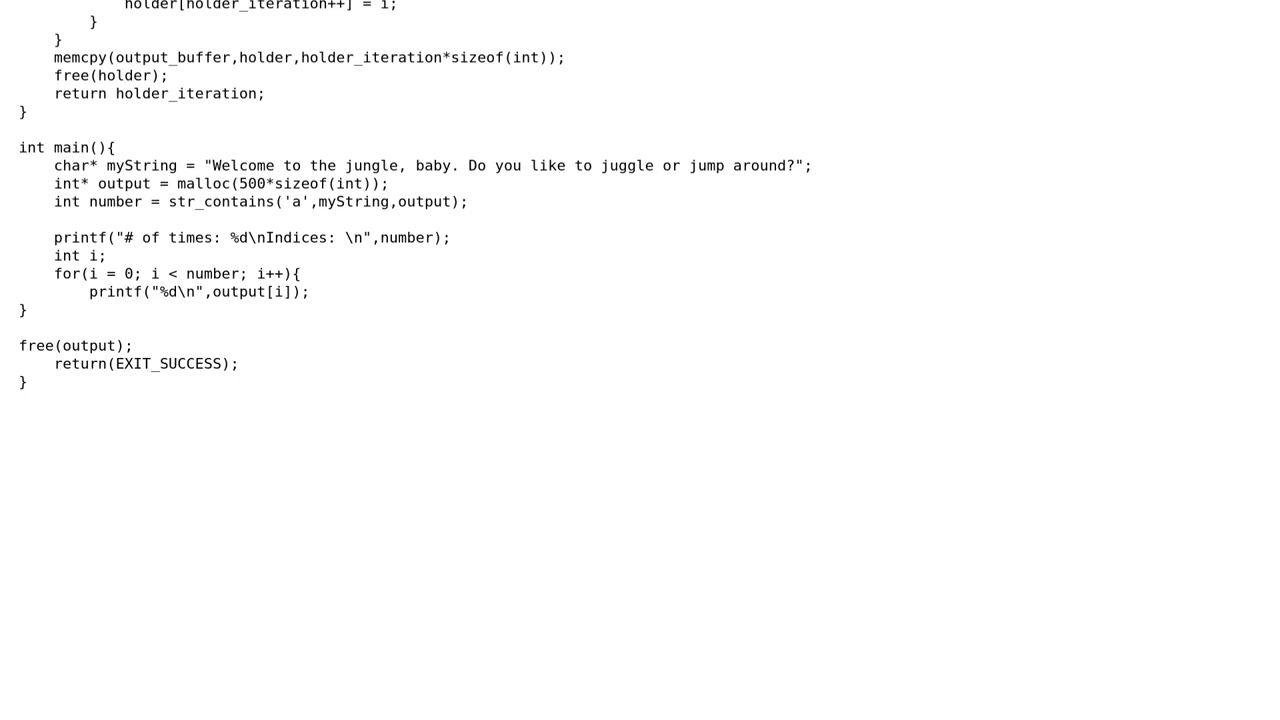 holder[holder_iteration++] = i;
        }
    }
    memcpy(output_buffer,holder,holder_iteration*sizeof(int));
    free(holder);
    return holder_iteration;
}

int main(){
    char* myString = "Welcome to the jungle, baby. Do you like to juggle or jump around?";
    int* output = malloc(500*sizeof(int));
    int number = str_contains('a',myString,output);

    printf("# of times: %d\nIndices: \n",number);
    int i;
    for(i = 0; i < number; i++){
        printf("%d\n",output[i]);
}

free(output);
    return(EXIT_SUCCESS);
}